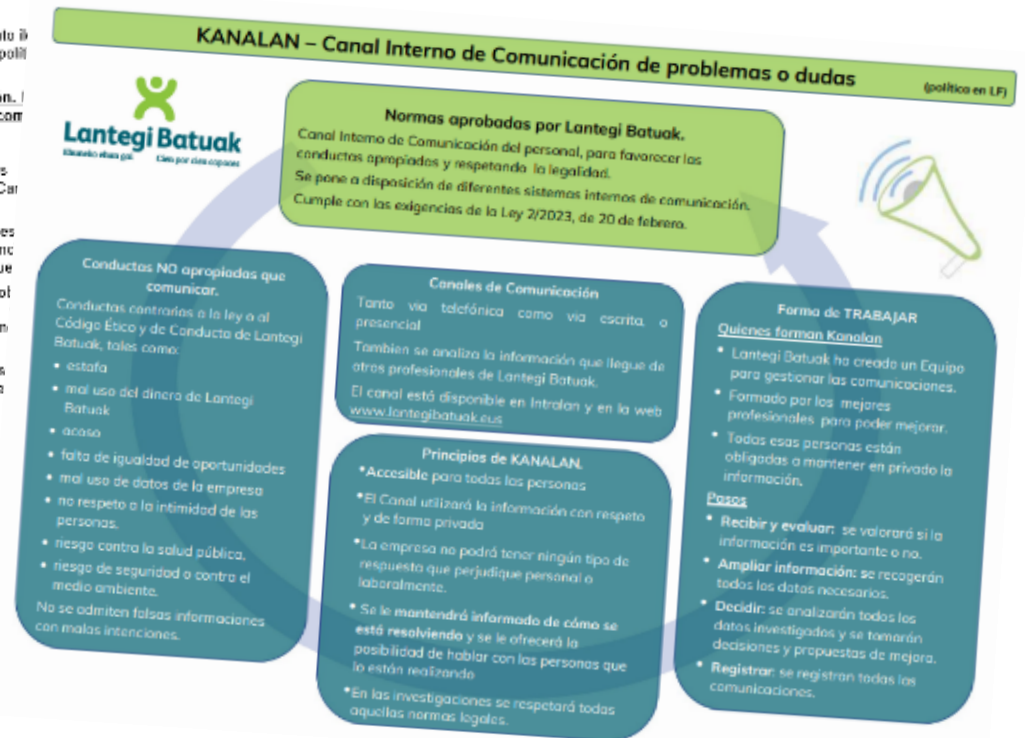 KANALAN – Canal Interno de Comunicación de problemas o dudas
(política en LF)
Lantegi Batuak
Normas aprobadas por Lantegi Batuak.
Canal Interno de Comunicación del personal, para favorecer las
conductas apropiadas y respetando la legalidad.
Se pone a disposición de diferentes sistemas internos de comunicación.
Cumple con las exigencias de la Ley 2/2023, de 20 de febrero.
Conductas NO apropiadas que
comunicar.
Conductas contrarias a la ley o al
Código Ético y de Conducta de Lantegi
Batuak, tales como:
• estafa
• mal uso del dinero de Lantegi
Batuak
• acoso
• falta de igualdad de oportunidades
• mal uso de datos de la empresa
• no respeto a la intimidad de las
personas.
• riesgo contra la salud pública.
• riesgo de seguridad o contra el
medio ambiente.
No se admiten falsas informaciones
con malas intenciones.
Canales de Comunicación
Tanto via telefónica como via escrita, o
presencial
Tambien se analiza la información que llegue de
otros profesionales de Lantegi Batuak.
El canal está disponible en Intralan y en la web
www.lantegibatuak.eus
Principios de KANALAN.
•Accesible para todas las personas
•El Canal utilizará la información con respeto
y de forma privada
•La empresa no podrá tener ningún tipo de
respuesta que perjudique personal o
laboralmente.
• Se le mantendrá informado de cómo se
está resolviendo y se le ofrecerá la
posibilidad de hablar con las personas que
lo están realizando
•En las investigaciones se respetará todas
aquellas normas legales.
Forma de TRABAJAR
Quienes forman Kanalan
• Lantegi Batuak ha creado un Equipo
para gestionar las comunicaciones.
• Formado por los mejores
profesionales para poder mejorar.
• Todas esas personas están
obligadas a mantener en privado la
información.
Pasos
• Recibir y evaluar: se valorará si la
información es importante o no.
• Ampliar información: se recogerán
todos los datos necesarios.
• Decidir: se analizarán todos los
datos investigados y se tomarán
decisiones y propuestas de mejora.
• Registrar: se registran todas las
comunicaciones.